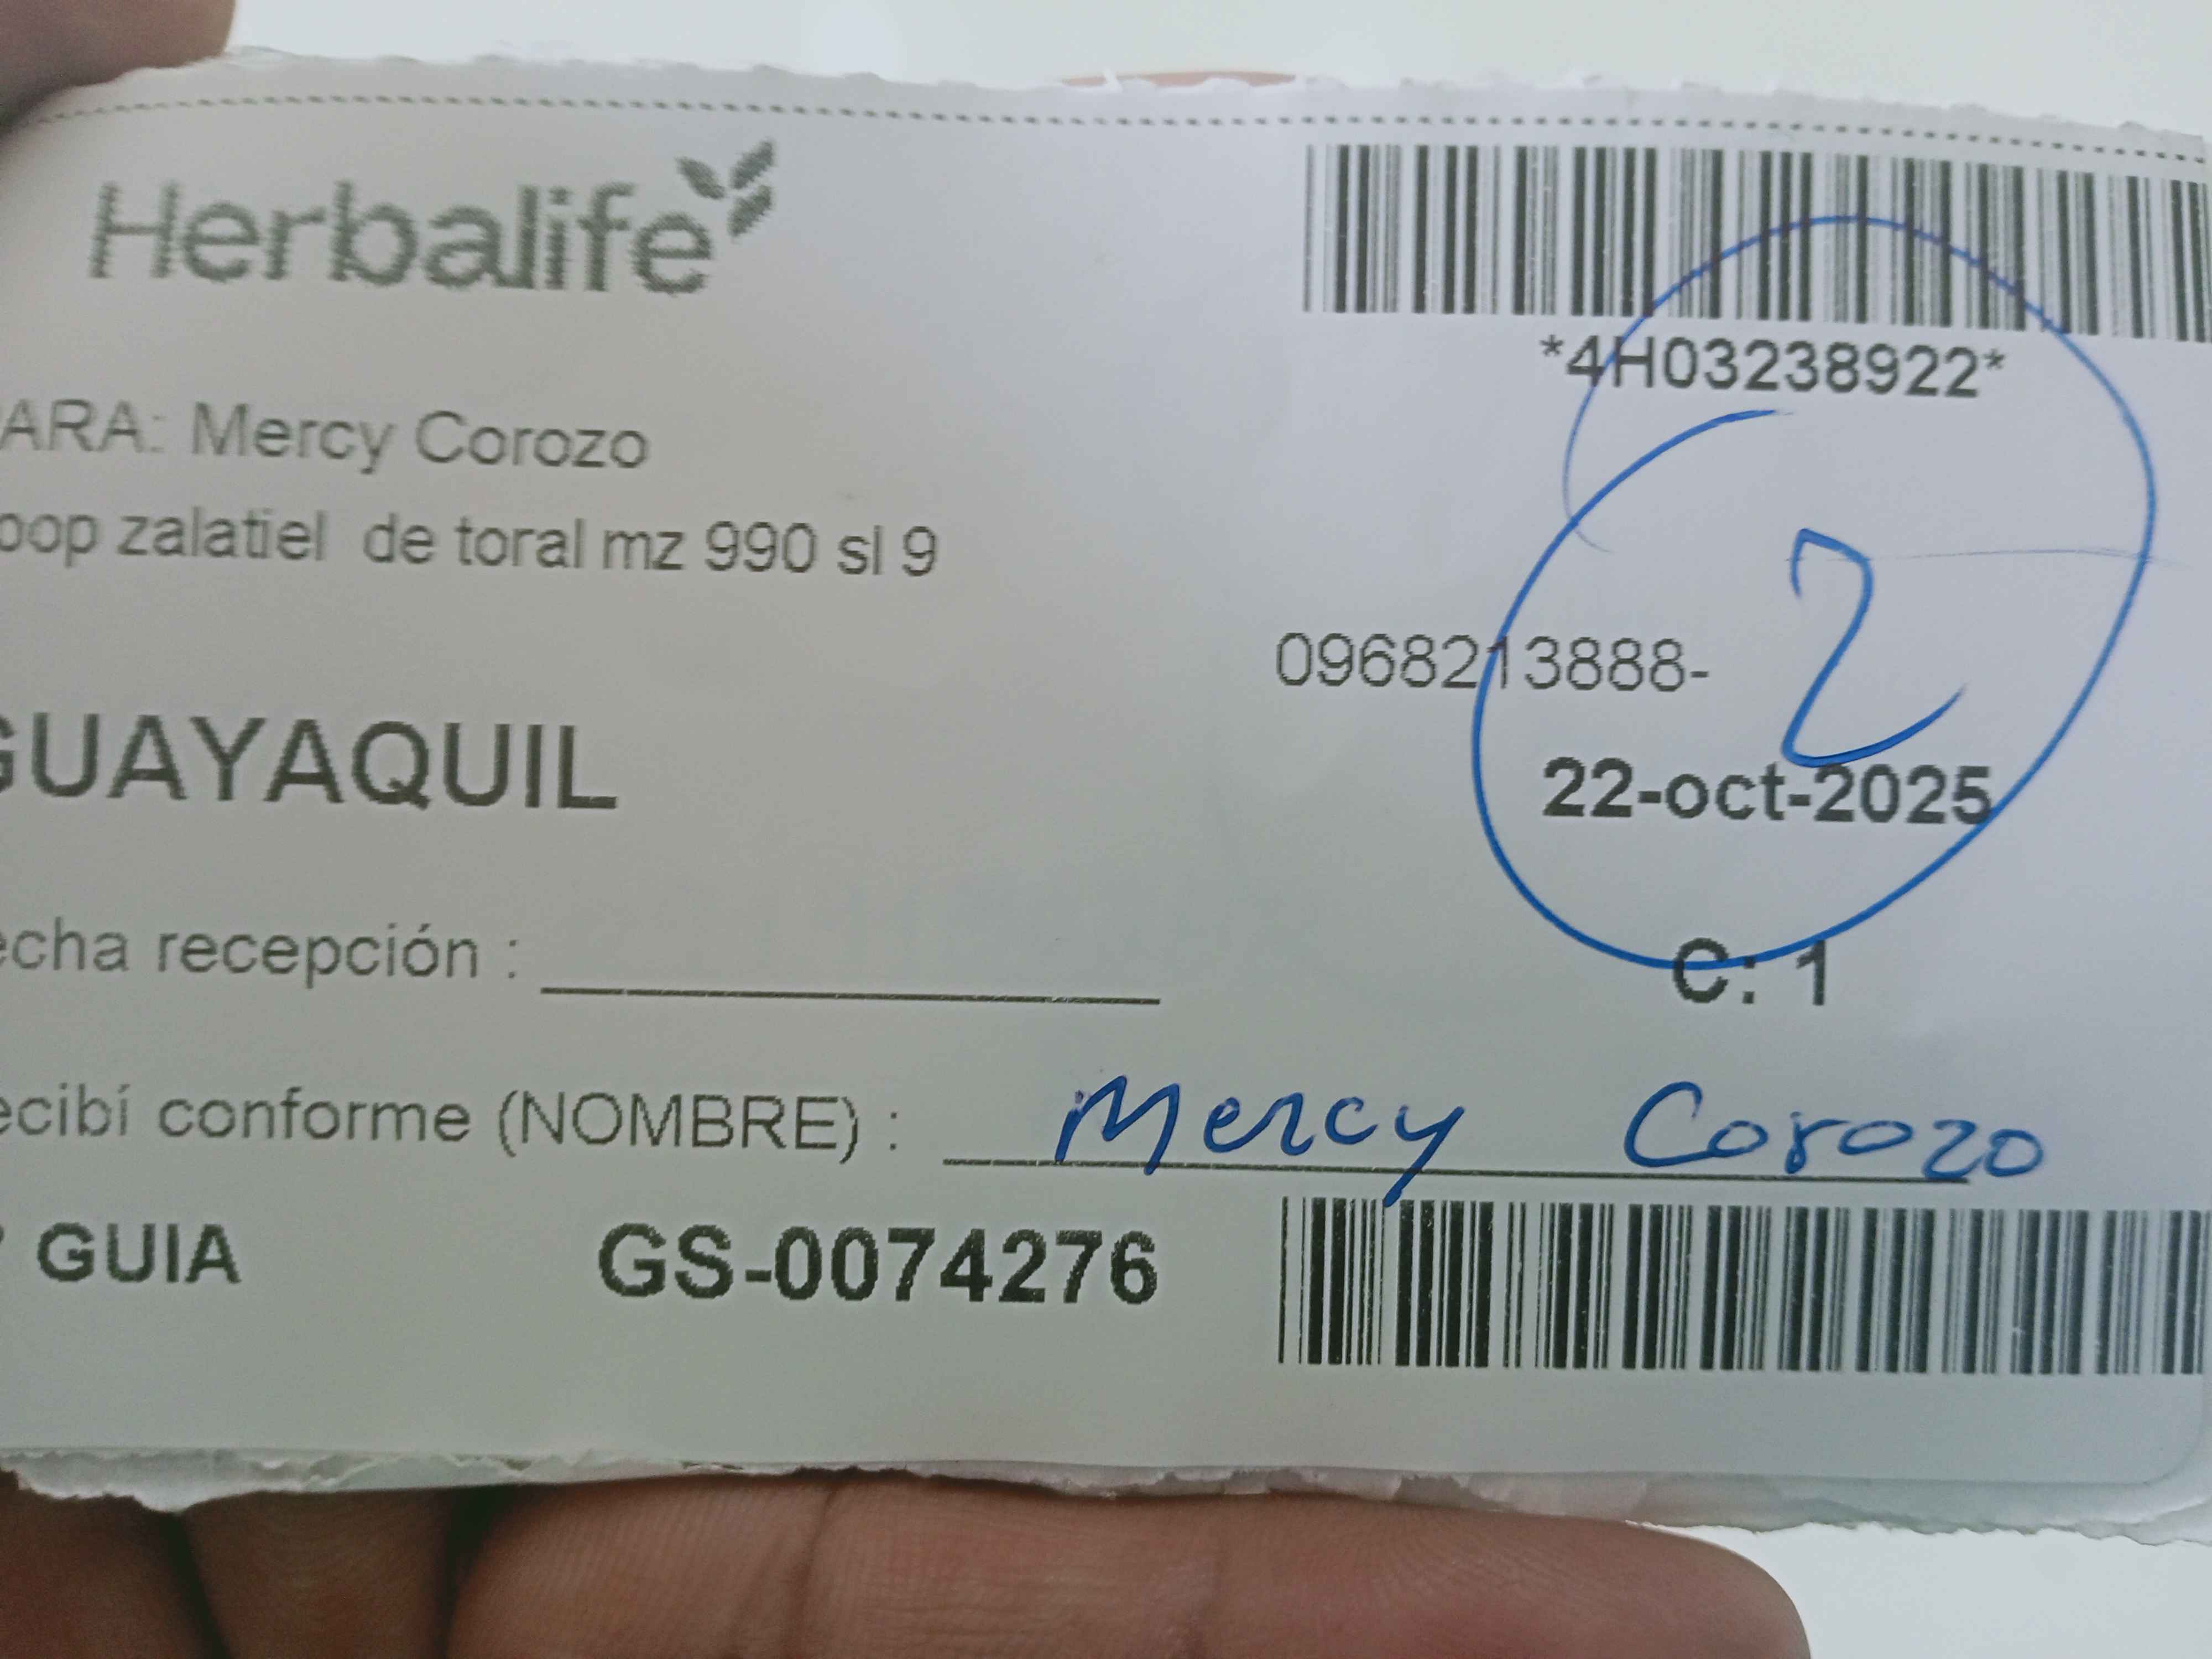 Herbalife
*4H03238922*
ARA: Mercy Corozo
oop zalatiel de toral mz 990 sl 9
0968213888-
2
GUAYAQUIL
22-oct-2025
echa recepción :
C: 1
ecibí conforme (NOMBRE) : Mercy Corozo
GUIA GS-0074276